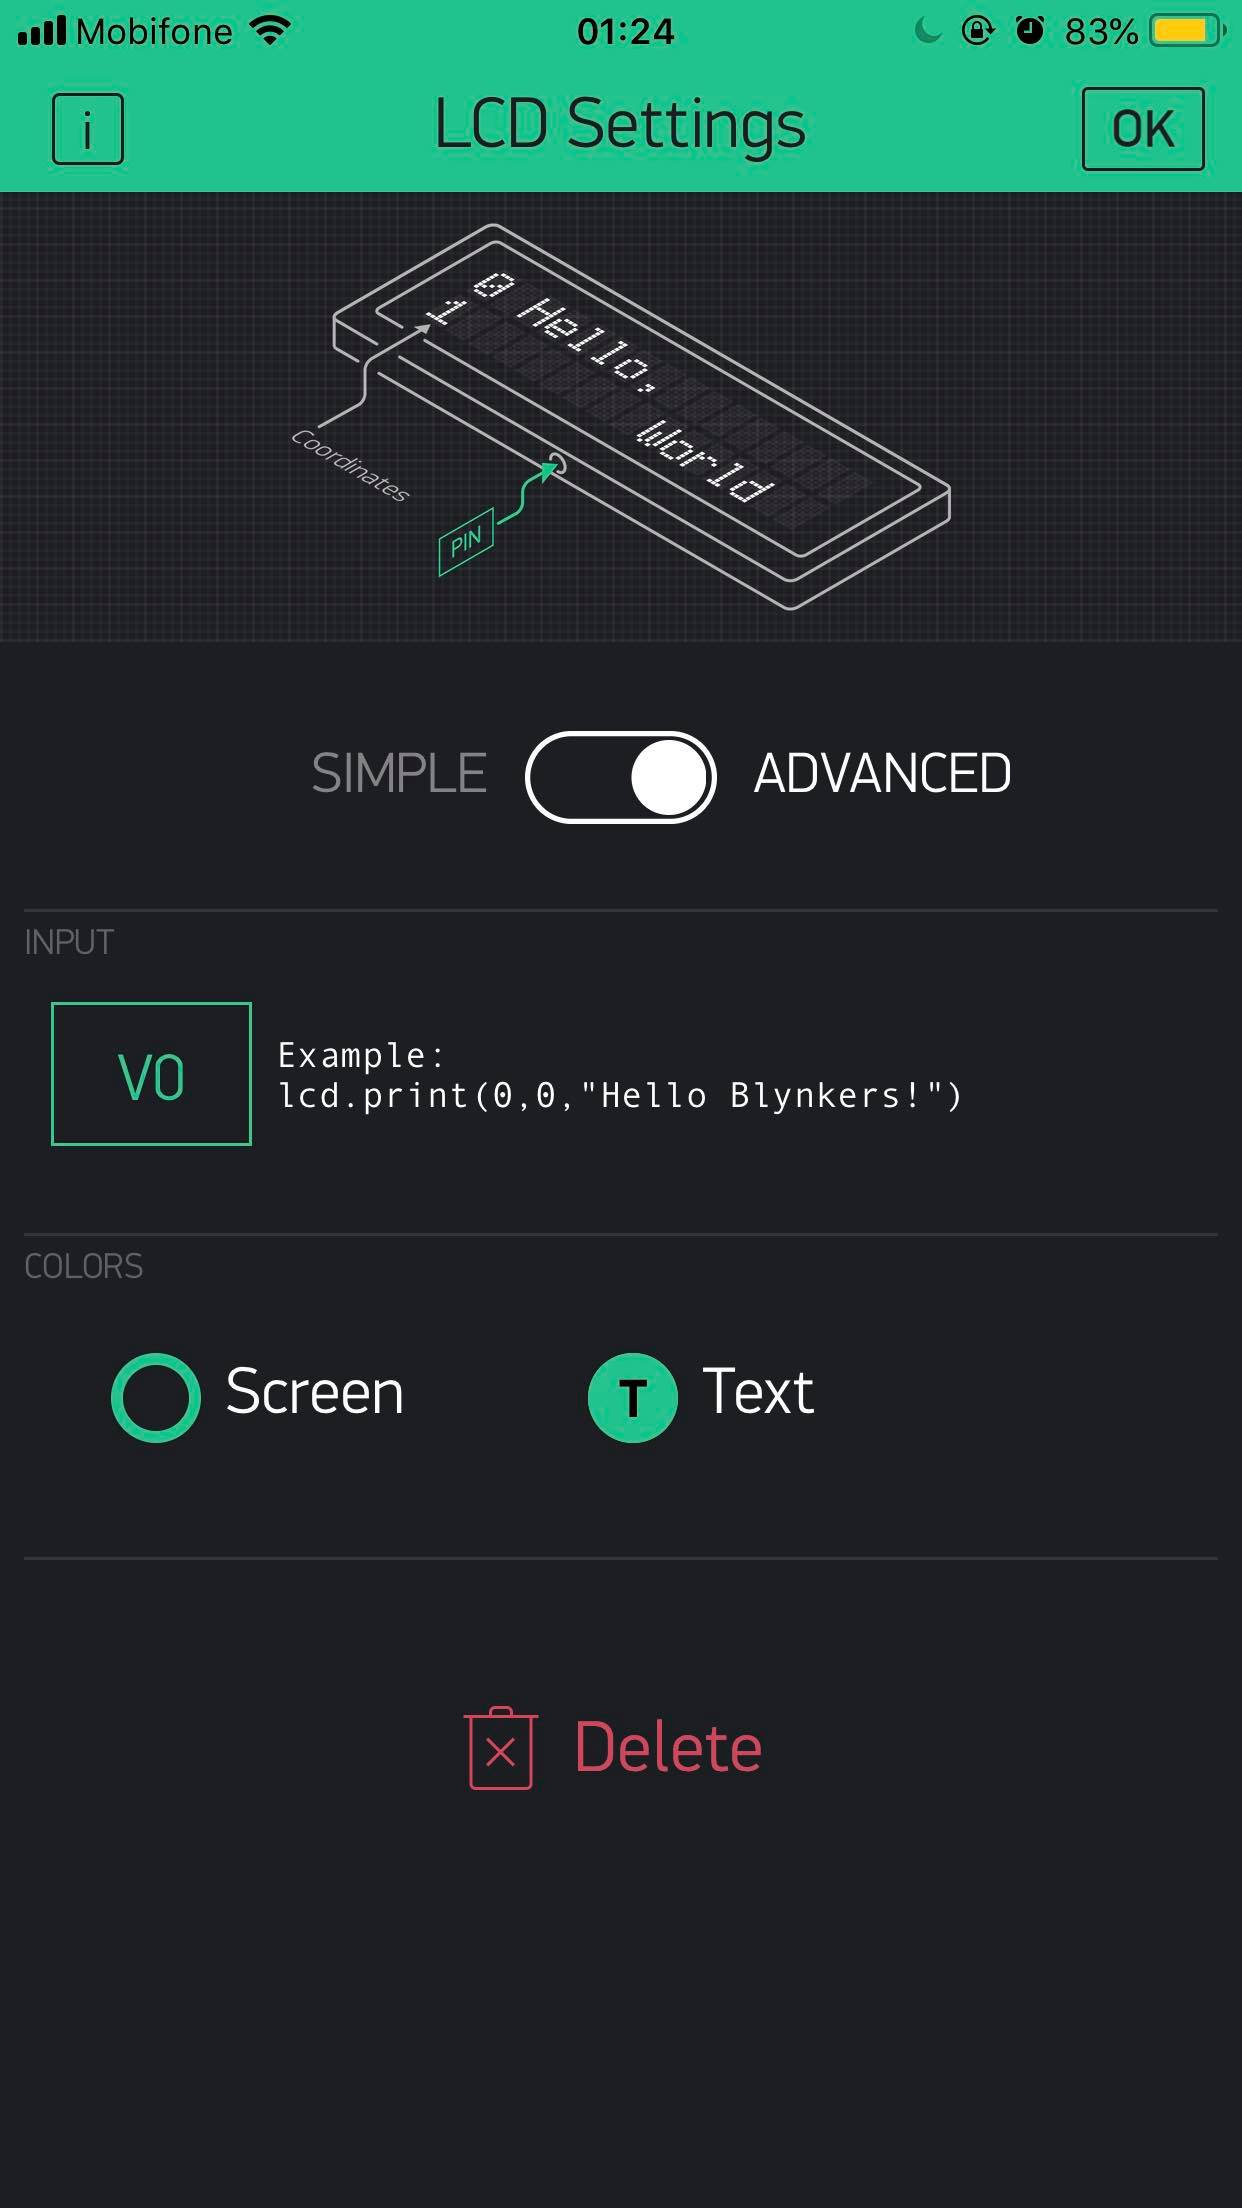 Mobifone 01:24 83%
i LCD Settings OK
0 Hello,
1 World
Coordinates
PIN
SIMPLE ADVANCED
INPUT
V0 Example:
lcd.print(0,0,"Hello Blynkers!")
COLORS
Screen T Text
Delete